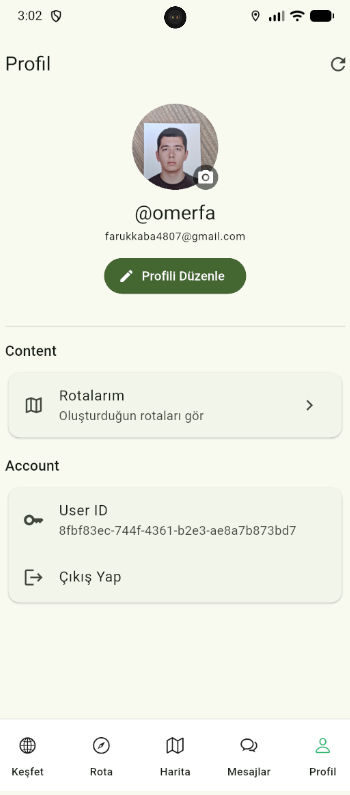 3:02
Profil
@omerfa
farukkaba4807@gmail.com
Profili Düzenle
Content
Rotalarım
Oluşturduğun rotaları gör
Account
User ID
8fbf83ec-744f-4361-b2e3-ae8a7b873bd7
Çıkış Yap
Keşfet
Rota
Harita
Mesajlar
Profil